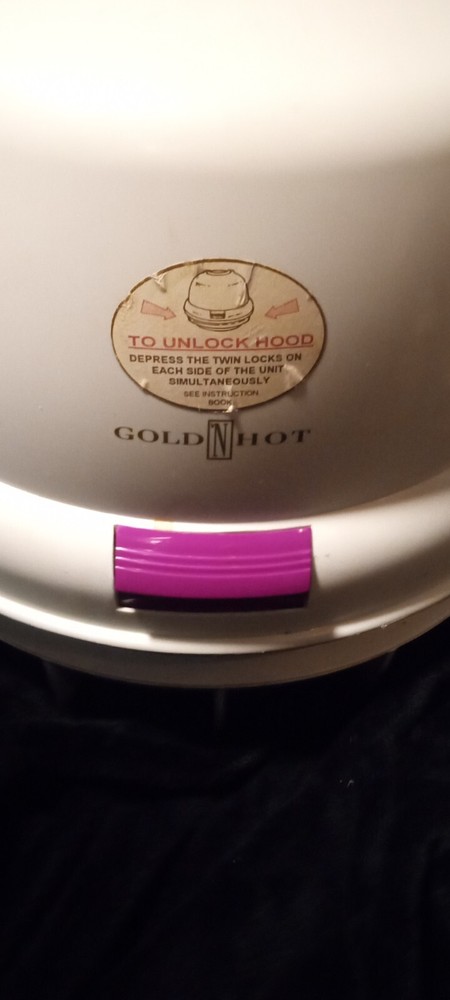 TO UNLOCK HOOD
DEPRESS THE TWIN LOCKS ON
EACH SIDE OF THE UNIT
SIMULTANEOUSLY
SEE INSTRUCTION
BOOK
GOLD 'N HOT